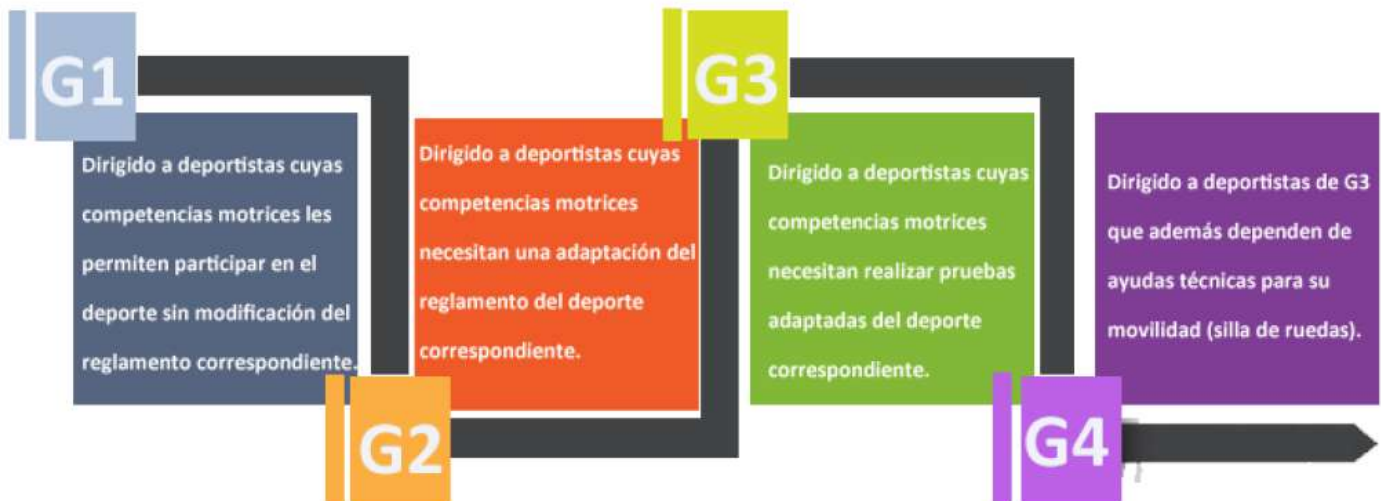 G1
Dirigido a deportistas cuyas
competencias motrices les
permiten participar en el
deporte sin modificación del
reglamento correspondiente.
G2
Dirigido a deportistas cuyas
competencias motrices
necesitan una adaptación del
reglamento del deporte
correspondiente.
G3
Dirigido a deportistas cuyas
competencias motrices
necesitan realizar pruebas
adaptadas del deporte
correspondiente.
G4
Dirigido a deportistas de G3
que además dependen de
ayudas técnicas para su
movilidad (silla de ruedas).